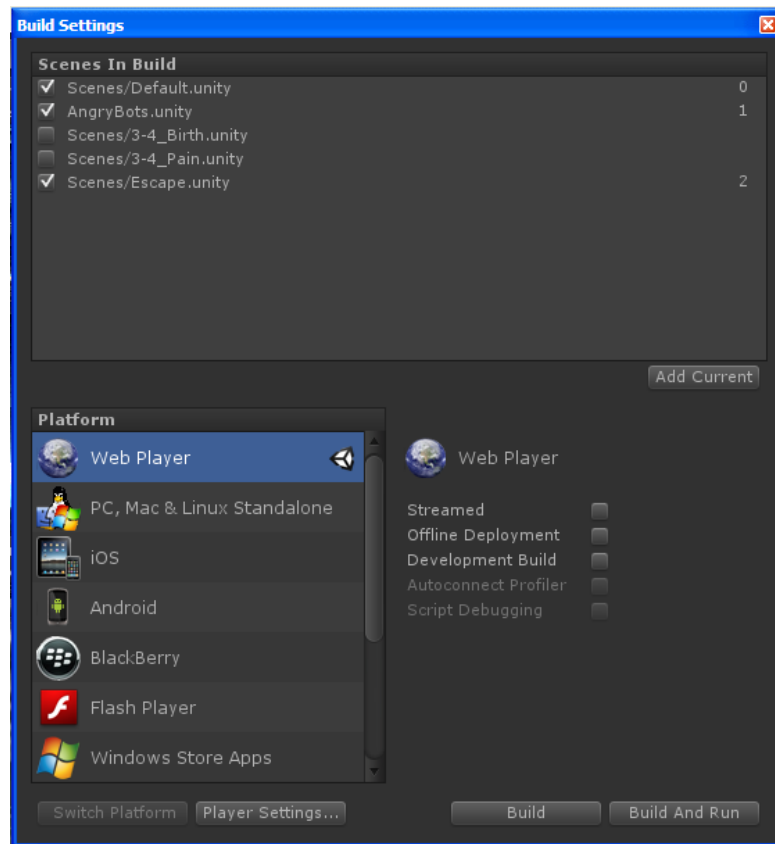 Build Settings
Scenes In Build
Scenes/Default.unity 0
AngryBots.unity 1
Scenes/3-4_Birth.unity
Scenes/3-4_Pain.unity
Scenes/Escape.unity 2
Add Current
Platform
Web Player
PC, Mac & Linux Standalone
iOS
Android
BlackBerry
Flash Player
Windows Store Apps
Web Player
Streamed
Offline Deployment
Development Build
Autoconnect Profiler
Script Debugging
Switch Platform Player Settings... Build Build And Run